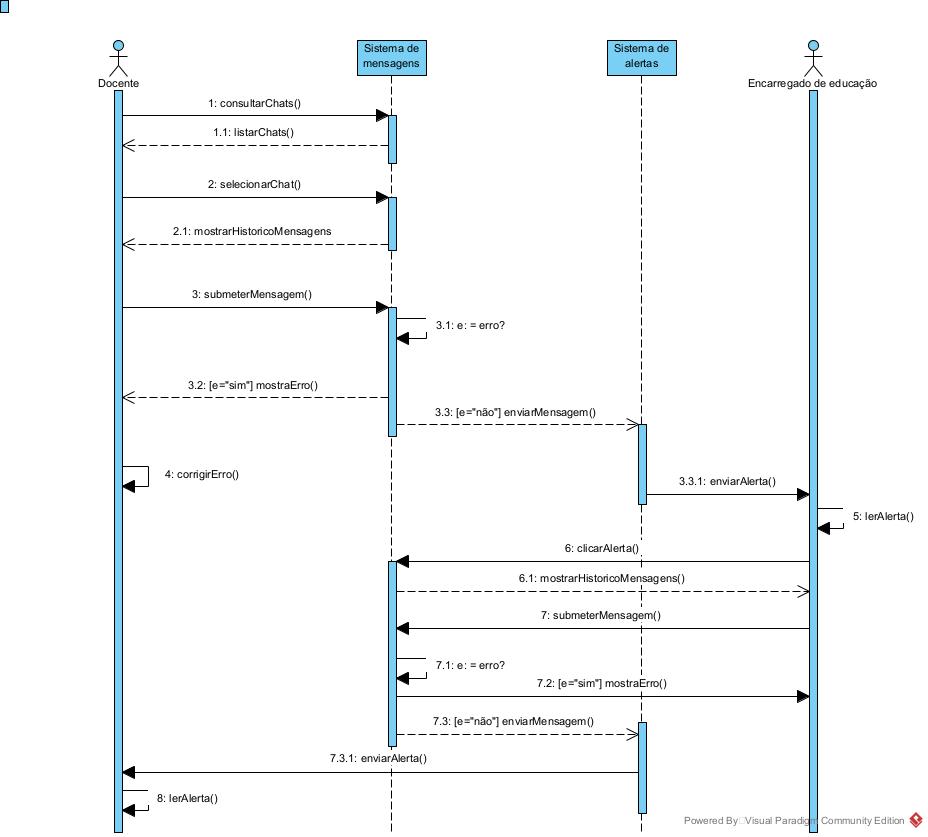 Sistema de
mensagens
Sistema de
alertas
Docente
Encarregado de educação
1: consultarChats()
1.1: listarChats()
2: selecionarChat()
2.1: mostrarHistoricoMensagens
3: submeterMensagem()
3.1: e: = erro?
3.2: [e="sim"] mostraErro()
3.3: [e="não"] enviarMensagem()
4: corrigirErro()
3.3.1: enviarAlerta()
5: lerAlerta()
6: clicarAlerta()
6.1: mostrarHistoricoMensagens()
7: submeterMensagem()
7.1: e: = erro?
7.2: [e="sim"] mostraErro()
7.3: [e="não"] enviarMensagem()
7.3.1: enviarAlerta()
8: lerAlerta()
Powered By Visual Paradigm Community Edition